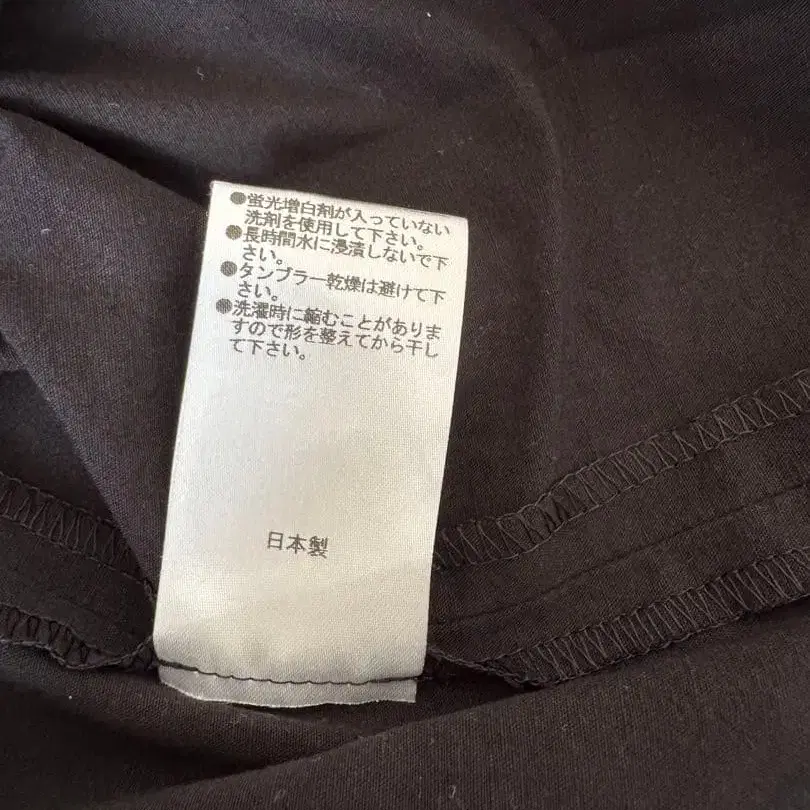 ●蛍光増白剤が入っていない
洗剤を使用して下さい。
●長時間水に浸漬しないで下
さい。
●タンブラー乾燥は避けて下
さい。
●洗濯時に縮むことがありま
すので形を整えてから干し
て下さい。
日本製